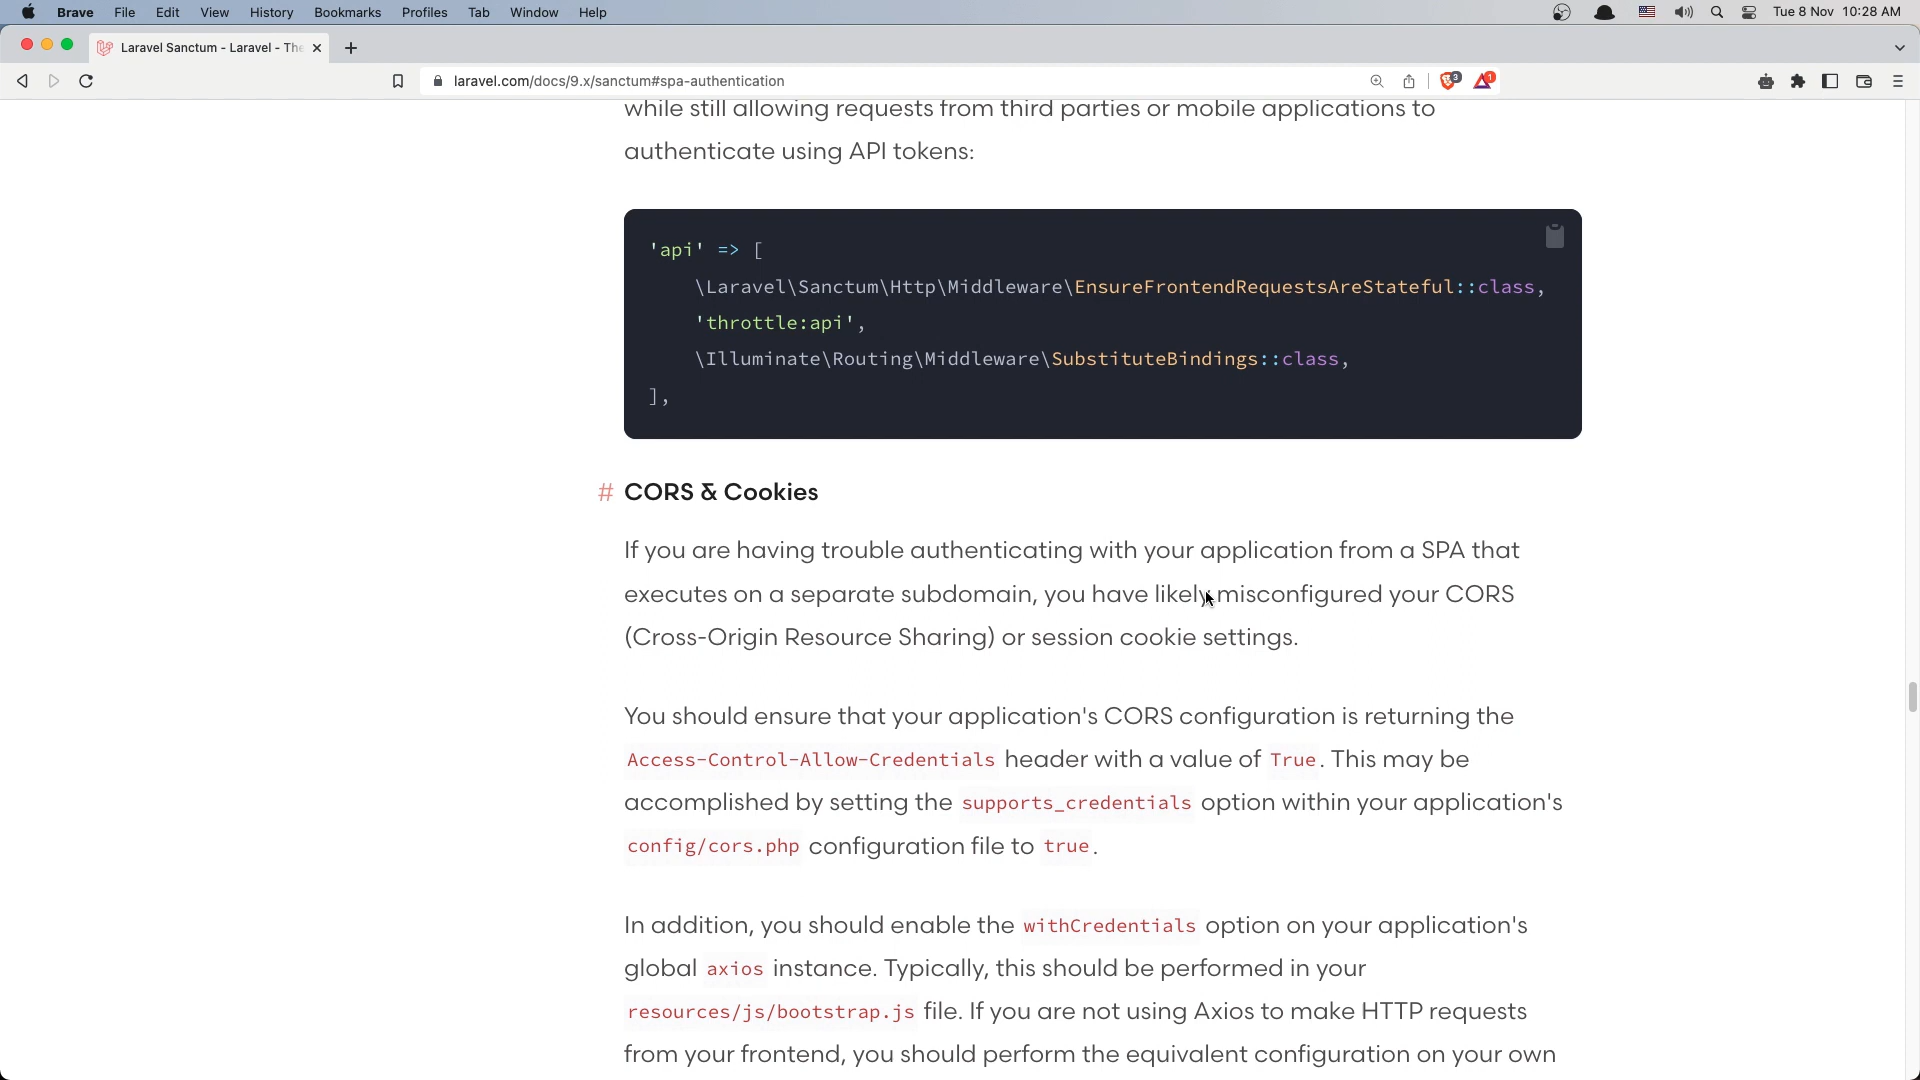 Brave File Edit View History Bookmarks Profiles Tab Window Help Tue 8 Nov 10:28 AM
Laravel Sanctum - Laravel - The
laravel.com/docs/9.x/sanctum#spa-authentication 3 1
while still allowing requests from third parties or mobile applications to
authenticate using API tokens:
'api' => [
\Laravel\Sanctum\Http\Middleware\EnsureFrontendRequestsAreStateful::class,
'throttle:api',
\Illuminate\Routing\Middleware\SubstituteBindings::class,
],
# CORS & Cookies
If you are having trouble authenticating with your application from a SPA that
executes on a separate subdomain, you have likely misconfigured your CORS
(Cross-Origin Resource Sharing) or session cookie settings.
You should ensure that your application's CORS configuration is returning the
Access-Control-Allow-Credentials header with a value of True. This may be
accomplished by setting the supports_credentials option within your application's
config/cors.php configuration file to true.
In addition, you should enable the withCredentials option on your application's
global axios instance. Typically, this should be performed in your
resources/js/bootstrap.js file. If you are not using Axios to make HTTP requests
from your frontend, you should perform the equivalent configuration on your own